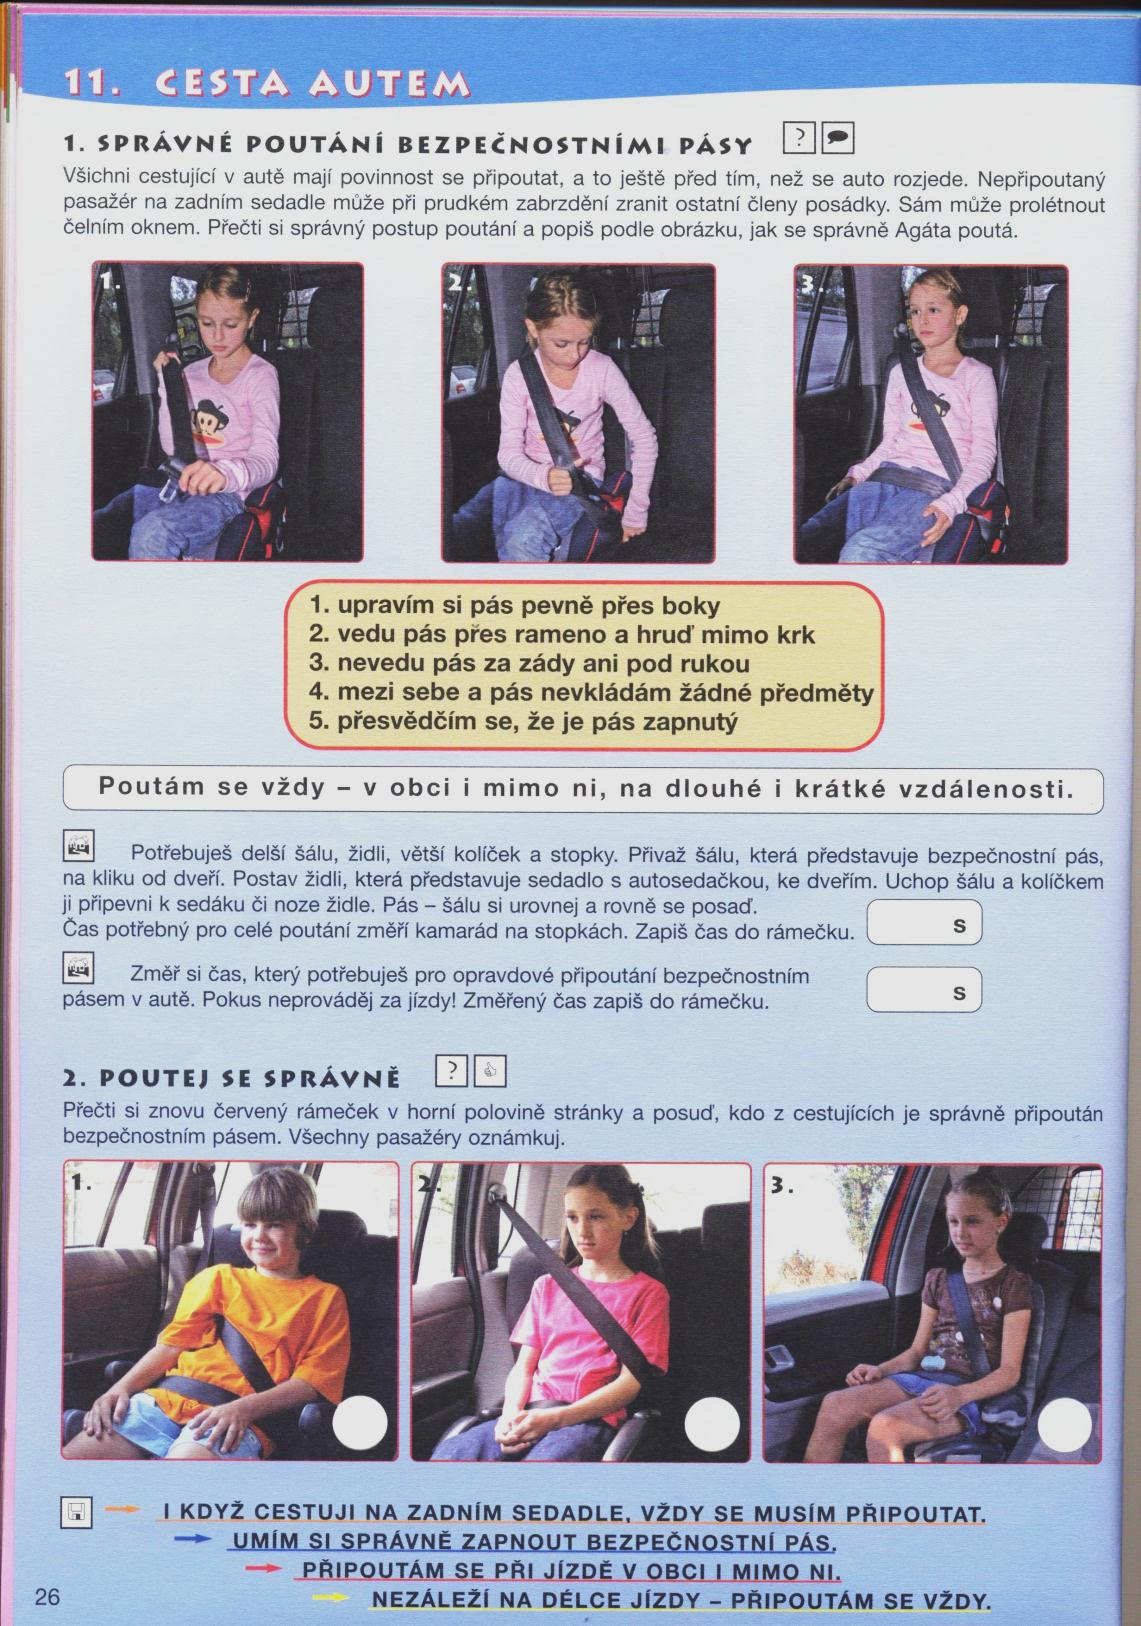 11. CESTA AUTEM
1. SPRÁVNÉ POUTÁNÍ BEZPEČNOSTNÍMI PÁSY ?
Všichni cestující v autě mají povinnost se připoutat, a to ještě před tím, než se auto rozjede. Nepřipoutaný
pasažér na zadním sedadle může při prudkém zabrzdění zranit ostatní členy posádky. Sám může prolétnout
čelním oknem. Přečti si správný postup poutání a popiš podle obrázku, jak se správně Agáta poutá.
1. 2. 3.
1. upravím si pás pevně přes boky
2. vedu pás přes rameno a hruď mimo krk
3. nevedu pás za zády ani pod rukou
4. mezi sebe a pás nevkládám žádné předměty
5. přesvědčím se, že je pás zapnutý
Poutám se vždy – v obci i mimo ni, na dlouhé i krátké vzdálenosti.
Potřebuješ delší šálu, židli, větší kolíček a stopky. Přivaž šálu, která představuje bezpečnostní pás,
na kliku od dveří. Postav židli, která představuje sedadlo s autosedačkou, ke dveřím. Uchop šálu a kolíčkem
ji připevni k sedáku či noze židle. Pás – šálu si urovnej a rovně se posaď.
Čas potřebný pro celé poutání změří kamarád na stopkách. Zapiš čas do rámečku. s
Změř si čas, který potřebuješ pro opravdové připoutání bezpečnostním
pásem v autě. Pokus neprováděj za jízdy! Změřený čas zapiš do rámečku. s
2. POUTEJ SE SPRÁVNĚ ?
Přečti si znovu červený rámeček v horní polovině stránky a posuď, kdo z cestujících je správně připoután
bezpečnostním pásem. Všechny pasažéry oznámkuj.
1. 2. 3.
I KDYŽ CESTUJI NA ZADNÍM SEDADLE, VŽDY SE MUSÍM PŘIPOUTAT.
UMÍM SI SPRÁVNĚ ZAPNOUT BEZPEČNOSTNÍ PÁS.
PŘIPOUTÁM SE PŘI JÍZDĚ V OBCI I MIMO NI.
NEZÁLEŽÍ NA DÉLCE JÍZDY – PŘIPOUTÁM SE VŽDY.
26